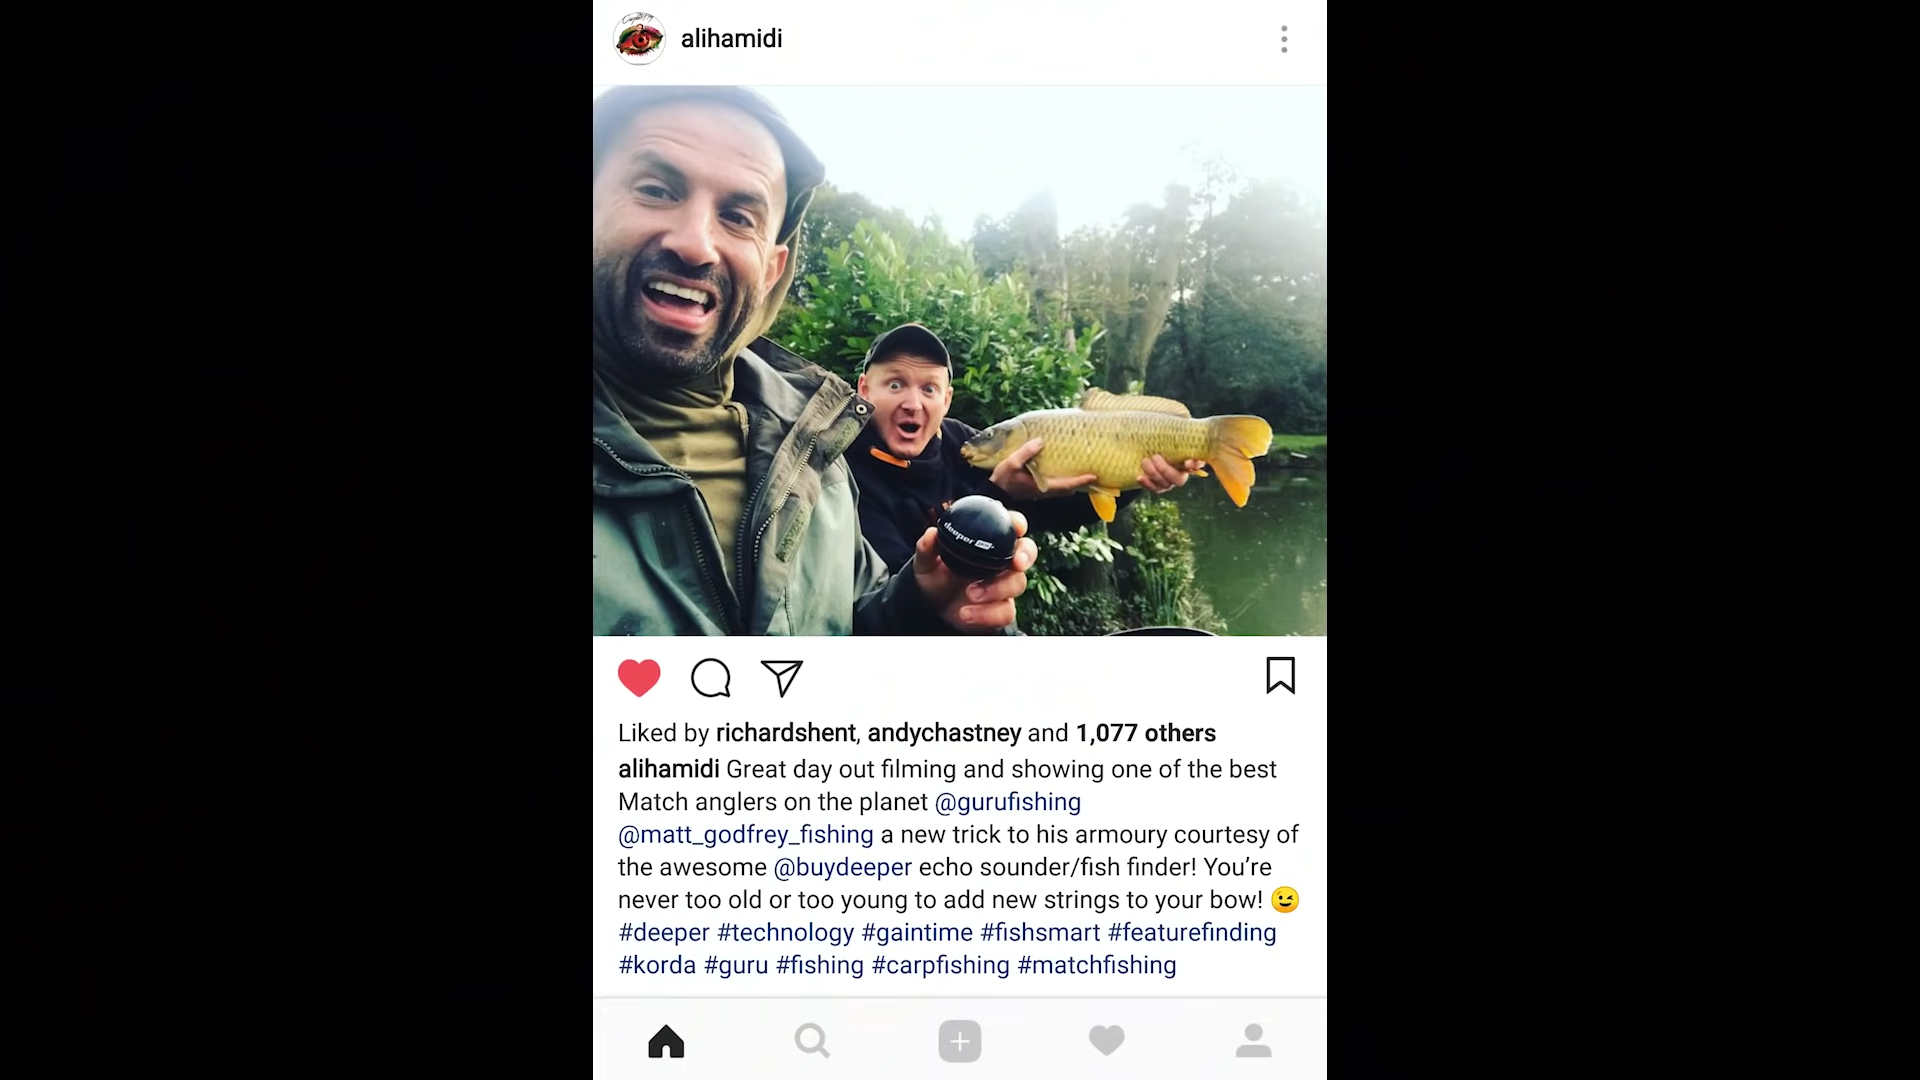 alihamidi
deeper PRO+
Liked by richardshent, andychastney and 1,077 others
alihamidi Great day out filming and showing one of the best
Match anglers on the planet @gurufishing
@matt_godfrey_fishing a new trick to his armoury courtesy of
the awesome @buydeeper echo sounder/fish finder! You’re
never too old or too young to add new strings to your bow! 😉
#deeper #technology #gaintime #fishsmart #featurefinding
#korda #guru #fishing #carpfishing #matchfishing